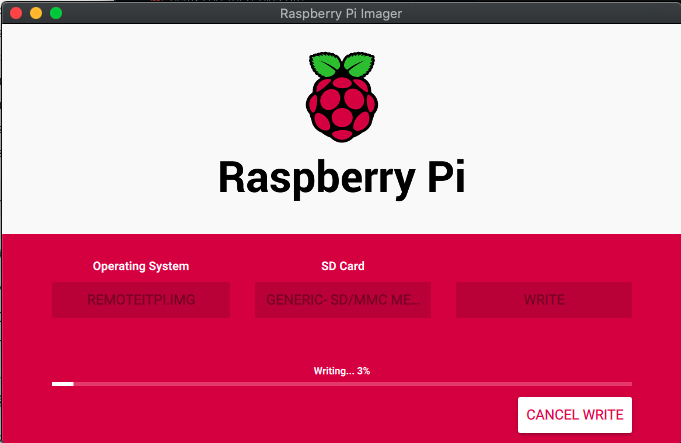 Raspberry Pi Imager
Raspberry Pi
Operating System
SD Card
REMOTEITPI.IMG
GENERIC- SD/MMC ME...
WRITE
Writing... 3%
CANCEL WRITE